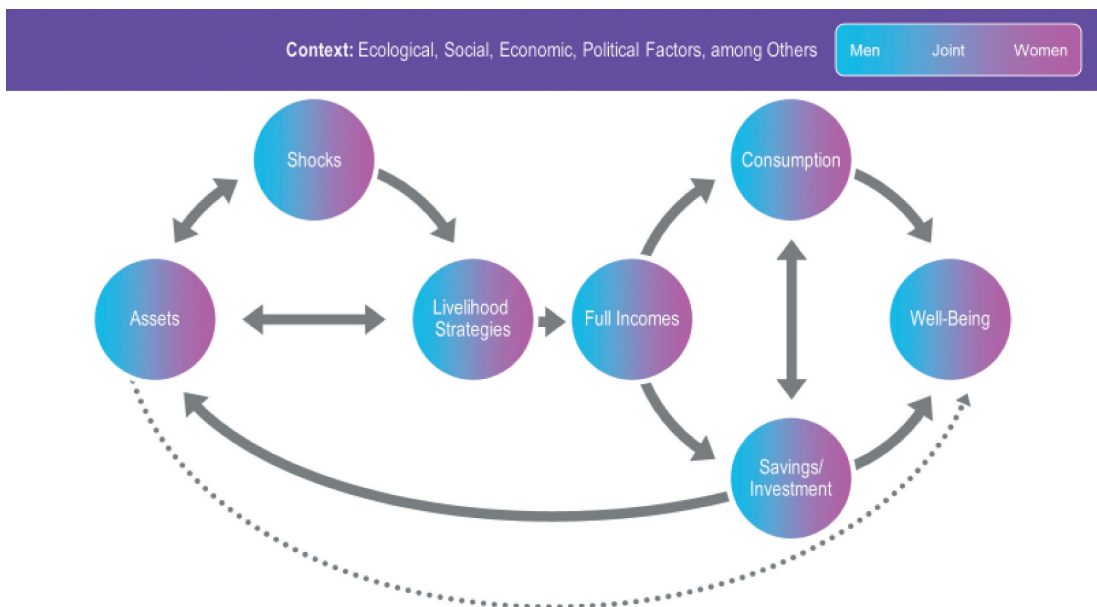 Context: Ecological, Social, Economic, Political Factors, among Others
Men Joint Women
Shocks
Consumption
Assets
Livelihood
Strategies
Full Incomes
Well-Being
Savings/
Investment